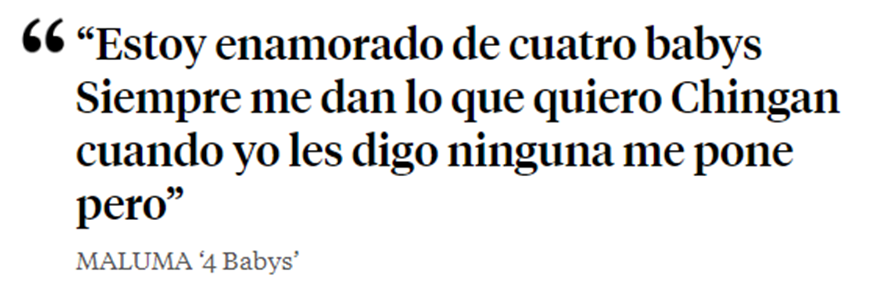 “ “Estoy enamorado de cuatro babys
Siempre me dan lo que quiero Chingan
cuando yo les digo ninguna me pone
pero”
MALUMA ‘4 Babys’